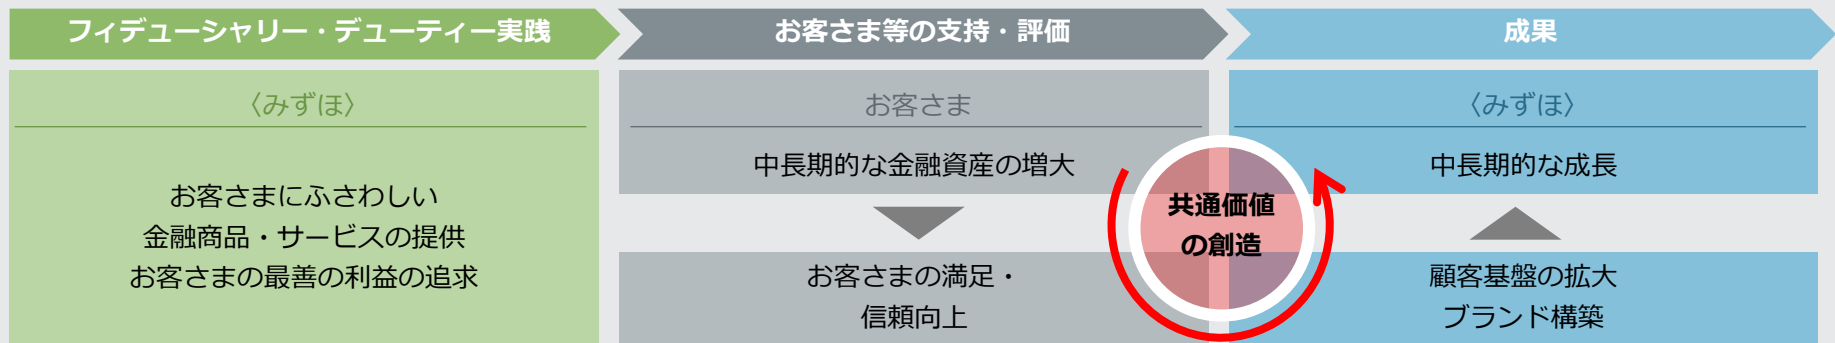 フィデューシャリー・デューティー実践
お客さま等の支持・評価
成果
〈みずほ〉
お客さまにふさわしい
金融商品・サービスの提供
お客さまの最善の利益の追求
お客さま
中長期的な金融資産の増大
お客さまの満足・
信頼向上
共通価値
の創造
〈みずほ〉
中長期的な成長
顧客基盤の拡大
ブランド構築